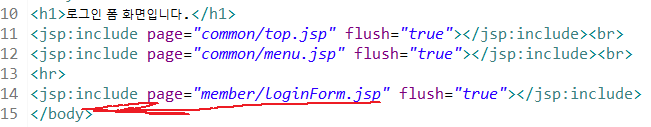 10 <h1>로그인 폼 화면입니다.</h1>
11 <jsp:include page="common/top.jsp" flush="true"></jsp:include><br>
12 <jsp:include page="common/menu.jsp" flush="true"></jsp:include><br>
13 <hr>
14 <jsp:include page="member/loginForm.jsp" flush="true"></jsp:include>
15 </body>